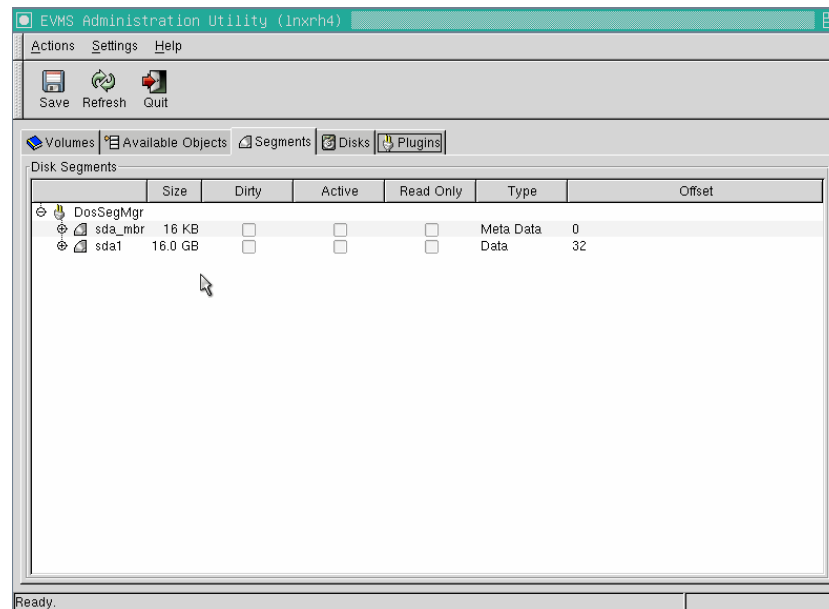 EVMS Administration Utility (lnxrh4)
Actions Settings Help
Save Refresh Quit
Volumes Available Objects Segments Disks Plugins
Disk Segments
Size Dirty Active Read Only Type Offset
DosSegMgr
sda_mbr 16 KB Meta Data 0
sda1 16.0 GB Data 32
Ready.